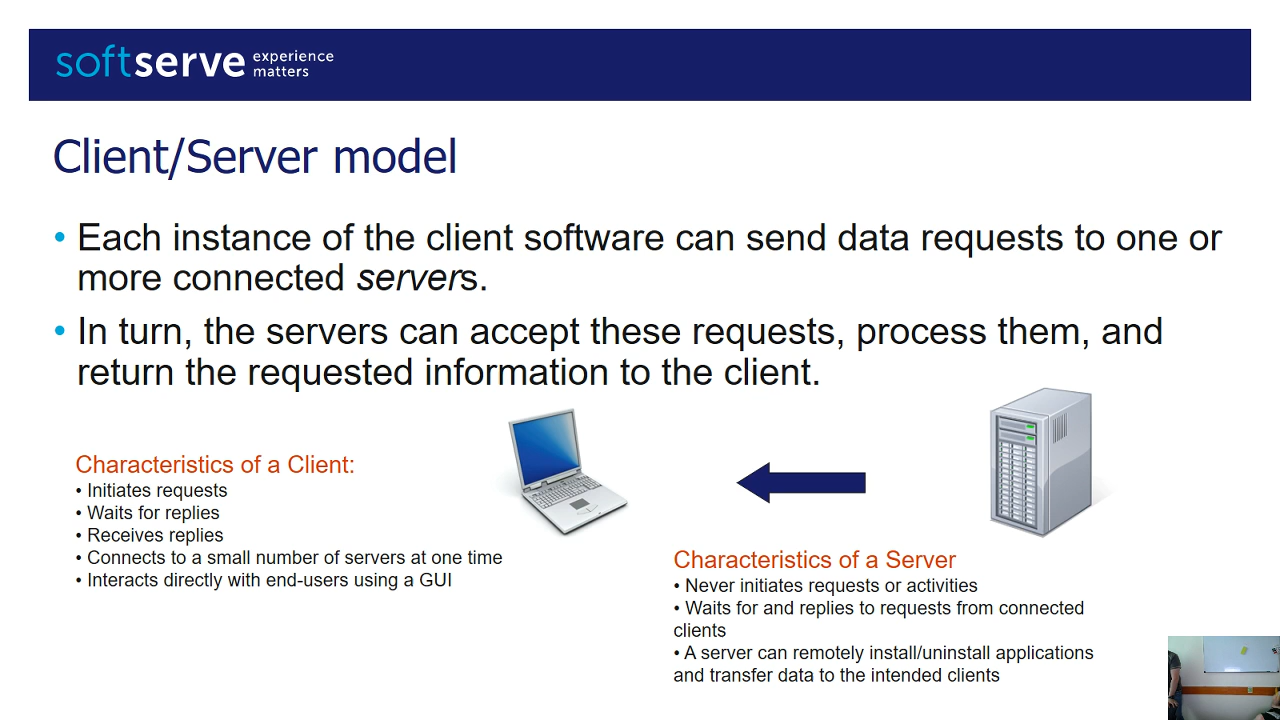 softserve experience matters
Client/Server model
• Each instance of the client software can send data requests to one or
more connected servers.
• In turn, the servers can accept these requests, process them, and
return the requested information to the client.
Characteristics of a Client:
• Initiates requests
• Waits for replies
• Receives replies
• Connects to a small number of servers at one time
• Interacts directly with end-users using a GUI
Characteristics of a Server
• Never initiates requests or activities
• Waits for and replies to requests from connected
clients
• A server can remotely install/uninstall applications
and transfer data to the intended clients